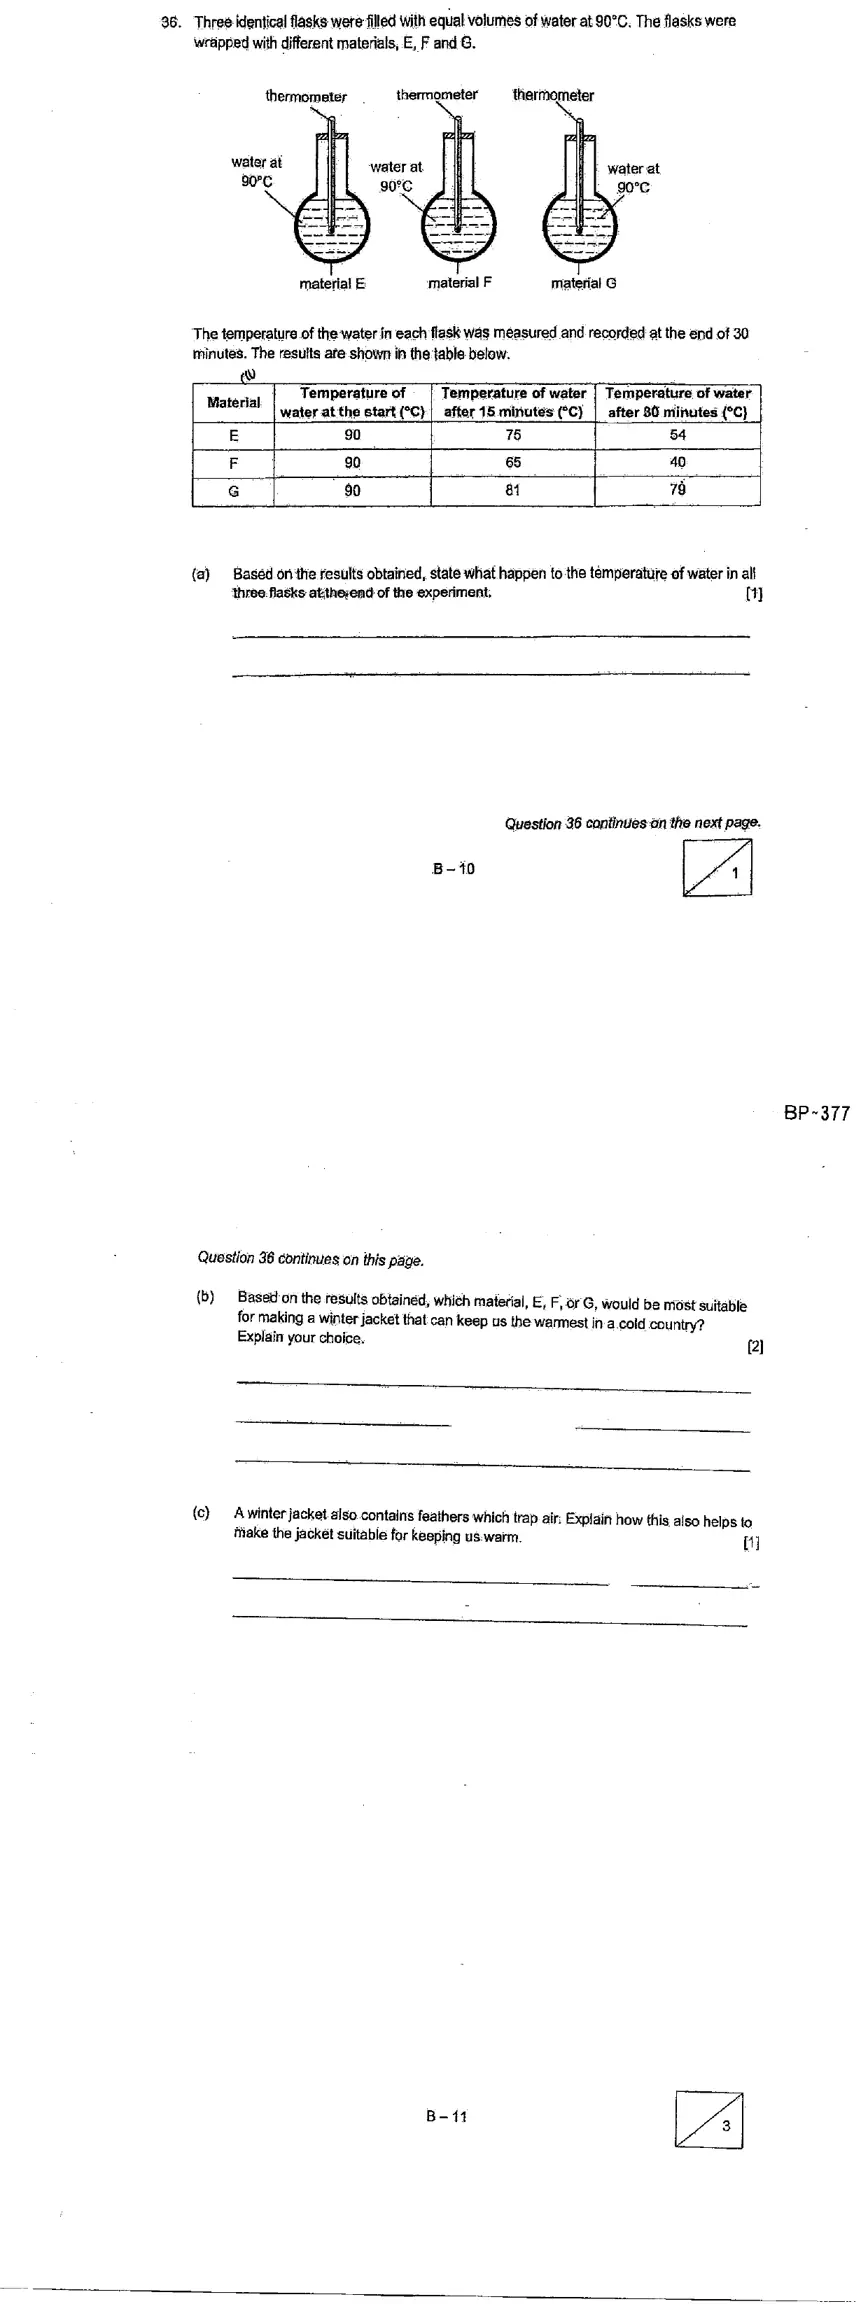 36. Three identical flasks were filled with equal volumes of water at 90°C. The flasks were
wrapped with different materials, E, F and G.
thermometer thermometer thermometer
water at
90°C
water at
90°C
water at
90°C
material E material F material G
The temperature of the water in each flask was measured and recorded at the end of 30
minutes. The results are shown in the table below.
Material Temperature of water at the start (°C) Temperature of water after 15 minutes (°C) Temperature of water after 30 minutes (°C)
E 90 75 54
F 90 65 40
G 90 81 79
(a) Based on the results obtained, state what happen to the temperature of water in all
three flasks at the end of the experiment. [1]
Question 36 continues on the next page.
B – 10
1
BP~377
Question 36 continues on this page.
(b) Based on the results obtained, which material, E, F, or G, would be most suitable
for making a winter jacket that can keep us the warmest in a cold country?
Explain your choice. [2]
(c) A winter jacket also contains feathers which trap air. Explain how this also helps to
make the jacket suitable for keeping us warm. [1]
B – 11
3